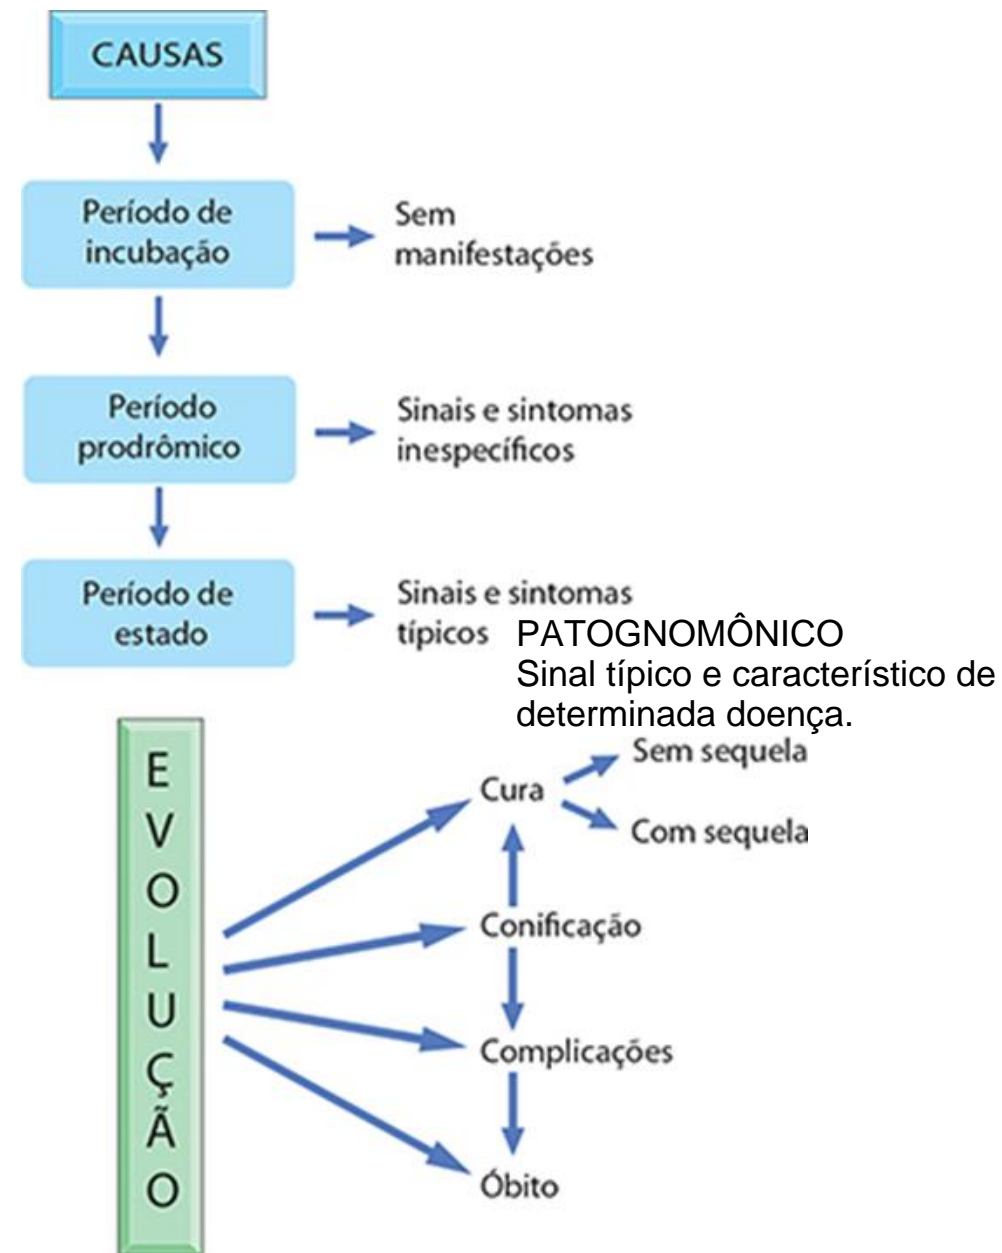 CAUSAS
Período de
incubação
Sem
manifestações
Período
prodrômico
Sinais e sintomas
inespecíficos
Período de
estado
Sinais e sintomas
típicos
PATOGNOMÔNICO
Sinal típico e característico de
determinada doença.
EVOLUÇÃO
Cura
Sem sequela
Com sequela
Conificação
Complicações
Óbito